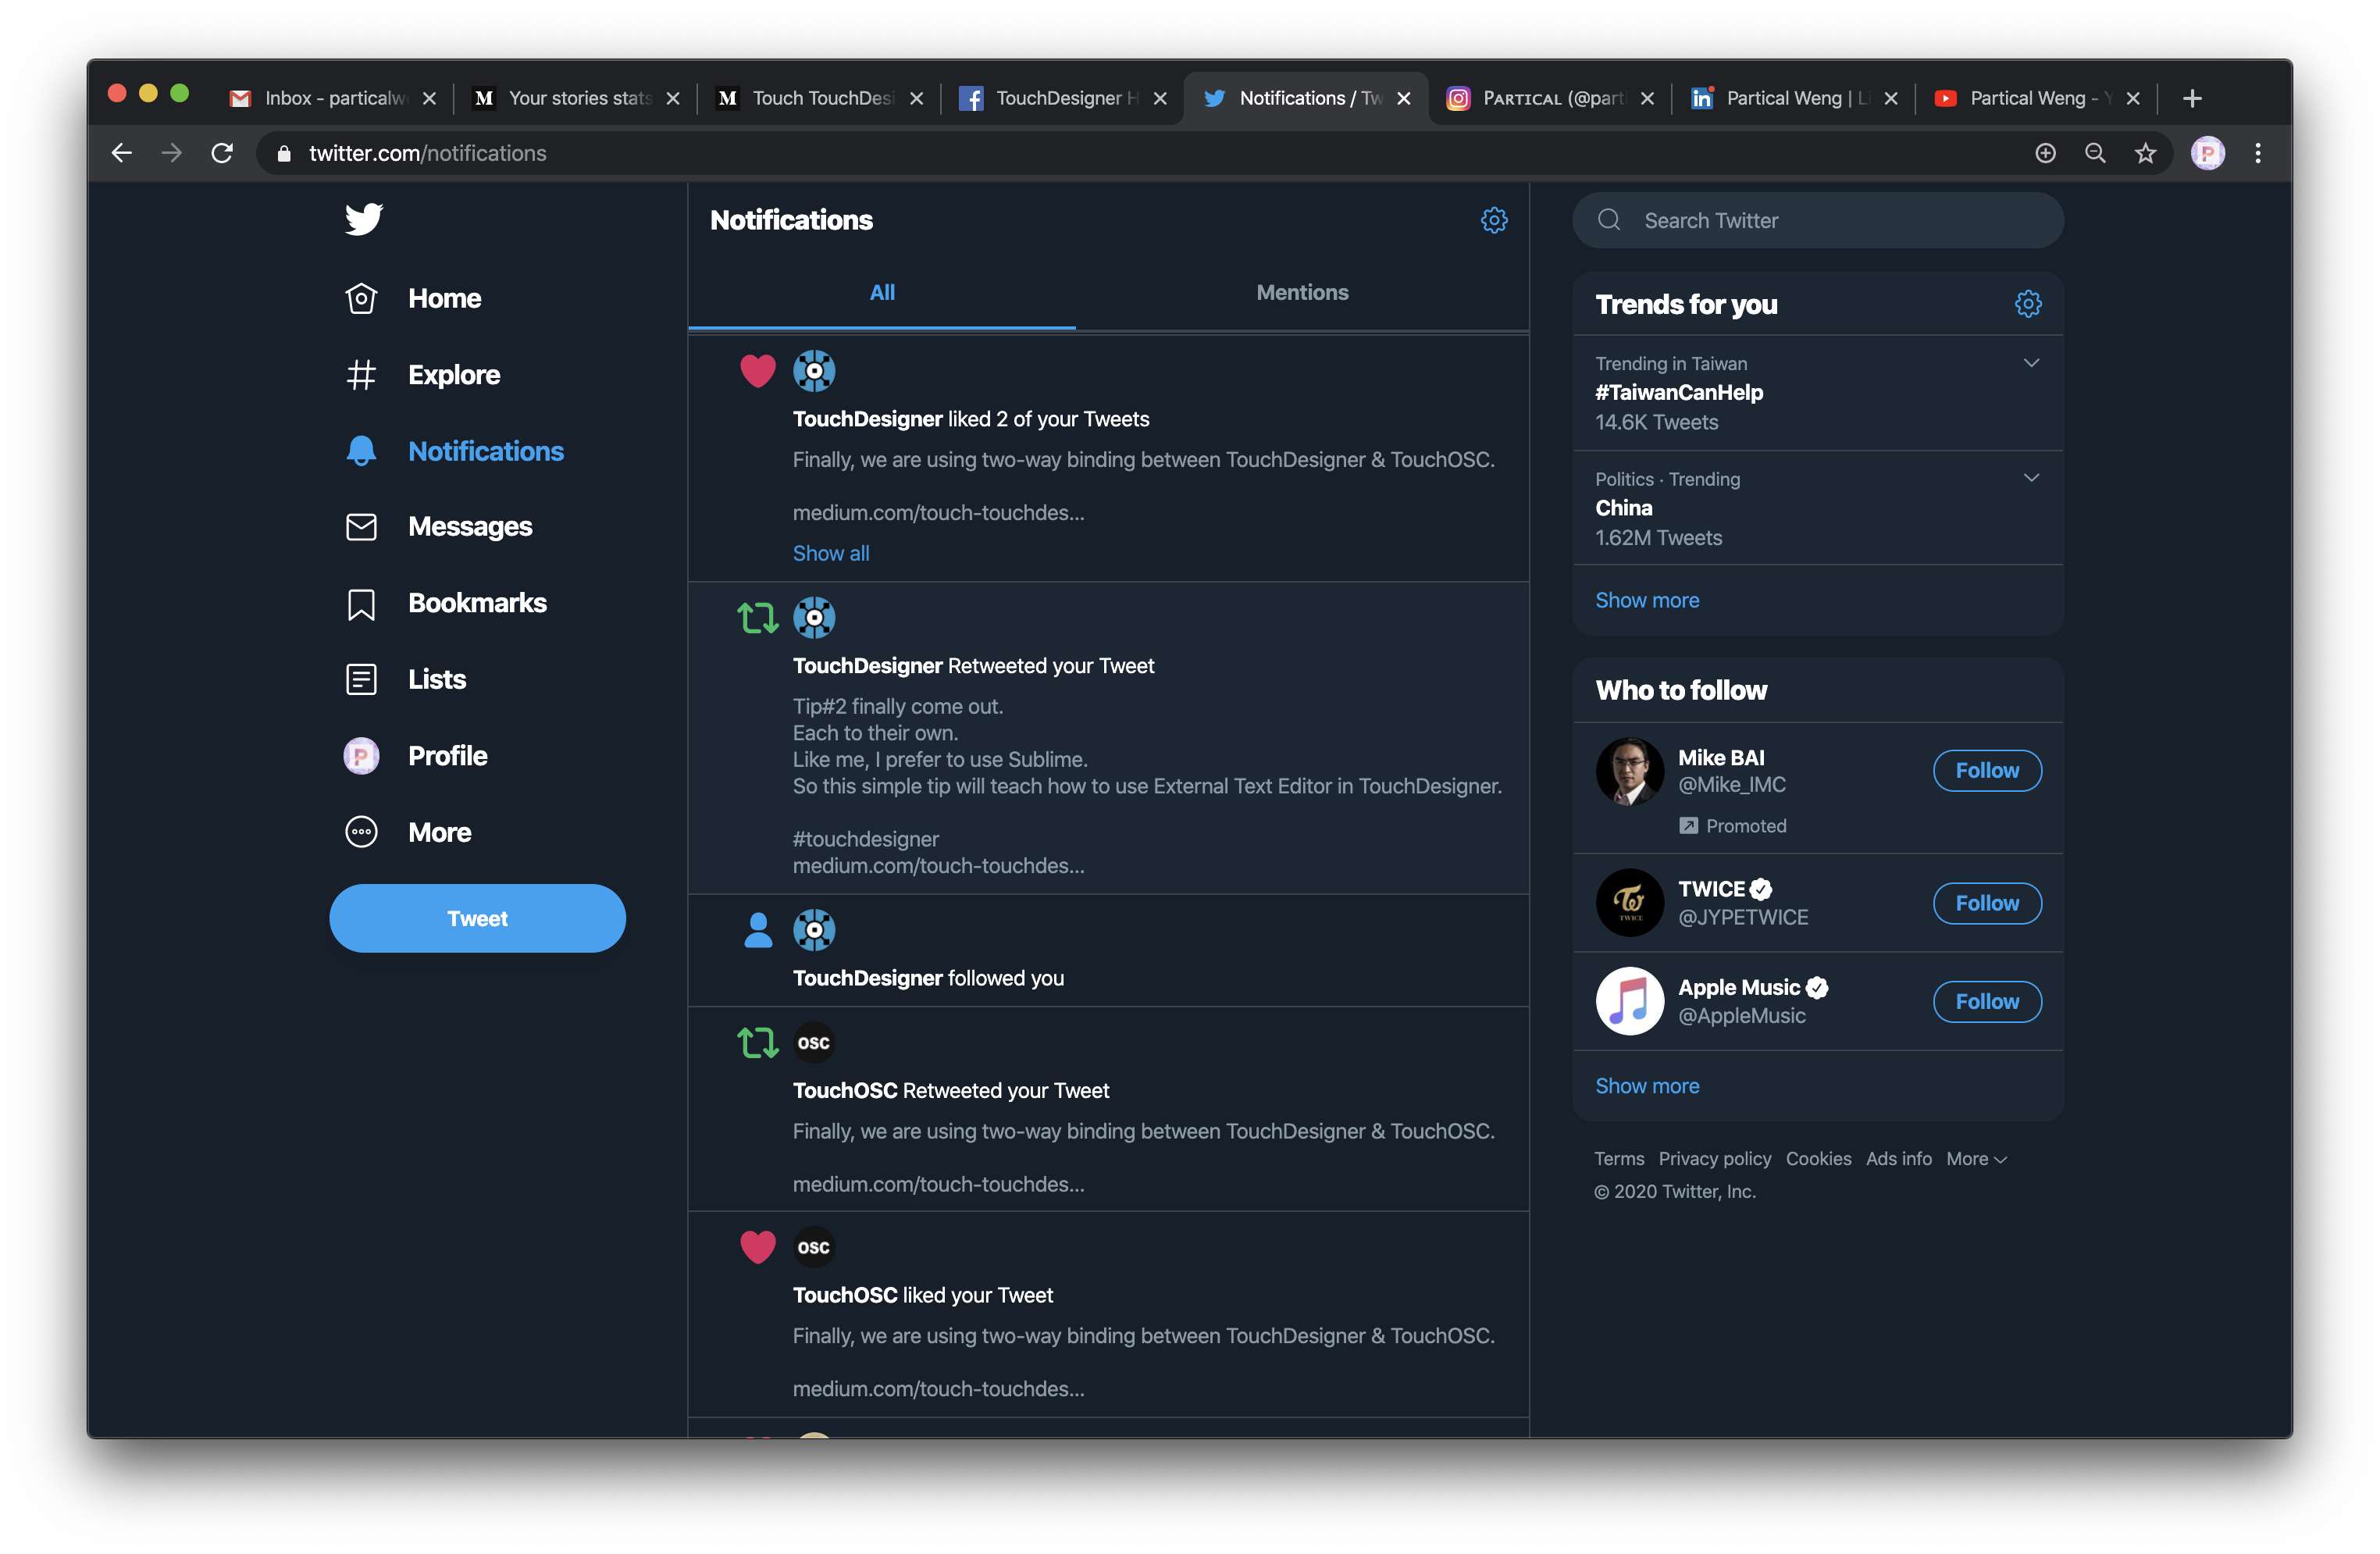 Inbox - particalw
Your stories stats
Touch TouchDesi
TouchDesigner H
Notifications / Tw
Partical (@parti
Partical Weng | Li
Partical Weng - Y
twitter.com/notifications
Home
Explore
Notifications
Messages
Bookmarks
Lists
Profile
More
Tweet
Notifications
All
Mentions
TouchDesigner liked 2 of your Tweets
Finally, we are using two-way binding between TouchDesigner & TouchOSC.
medium.com/touch-touchdes...
Show all
TouchDesigner Retweeted your Tweet
Tip#2 finally come out.
Each to their own.
Like me, I prefer to use Sublime.
So this simple tip will teach how to use External Text Editor in TouchDesigner.
#touchdesigner
medium.com/touch-touchdes...
TouchDesigner followed you
OSC
TouchOSC Retweeted your Tweet
Finally, we are using two-way binding between TouchDesigner & TouchOSC.
medium.com/touch-touchdes...
OSC
TouchOSC liked your Tweet
Finally, we are using two-way binding between TouchDesigner & TouchOSC.
medium.com/touch-touchdes...
Search Twitter
Trends for you
Trending in Taiwan
#TaiwanCanHelp
14.6K Tweets
Politics · Trending
China
1.62M Tweets
Show more
Who to follow
Mike BAI
@Mike_IMC
Follow
Promoted
TWICE
TWICE
@JYPETWICE
Follow
Apple Music
@AppleMusic
Follow
Show more
Terms Privacy policy Cookies Ads info More
© 2020 Twitter, Inc.